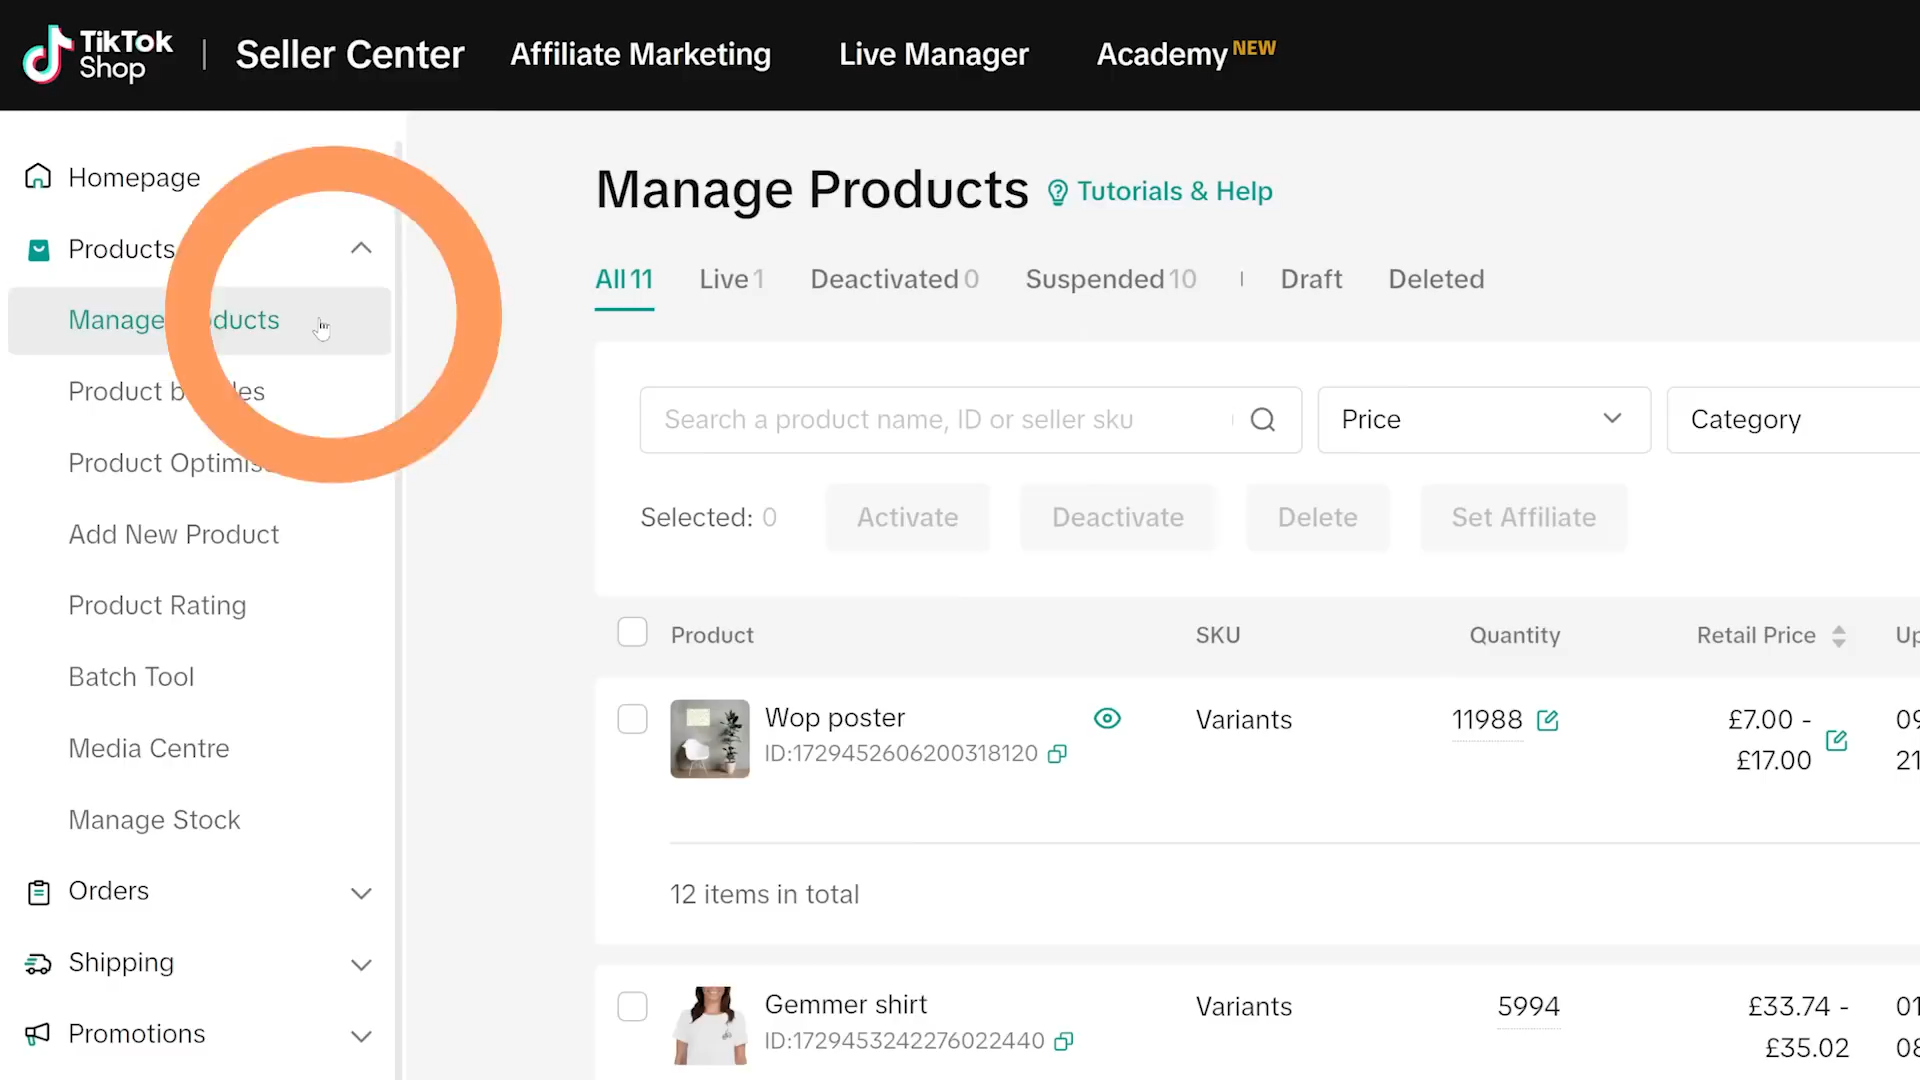 TikTok
Shop
Seller Center
Affiliate Marketing
Live Manager
Academy NEW
Homepage
Products
Manage
Product
Product
Add New Product
Product Rating
Batch Tool
Media Centre
Manage Stock
Orders
Shipping
Promotions
Manage Products
Tutorials & Help
All 11
Live 1
Deactivated 0
Suspended 10
Draft
Deleted
Search a product name, ID or seller sku
Price
Category
Selected: 0
Activate
Deactivate
Delete
Set Affiliate
Product
SKU
Quantity
Retail Price
Wop poster
ID:1729452606200318120
Variants
11988
£7.00 -
£17.00
12 items in total
Gemmer shirt
ID:1729453242276022440
Variants
5994
£33.74 -
£35.02